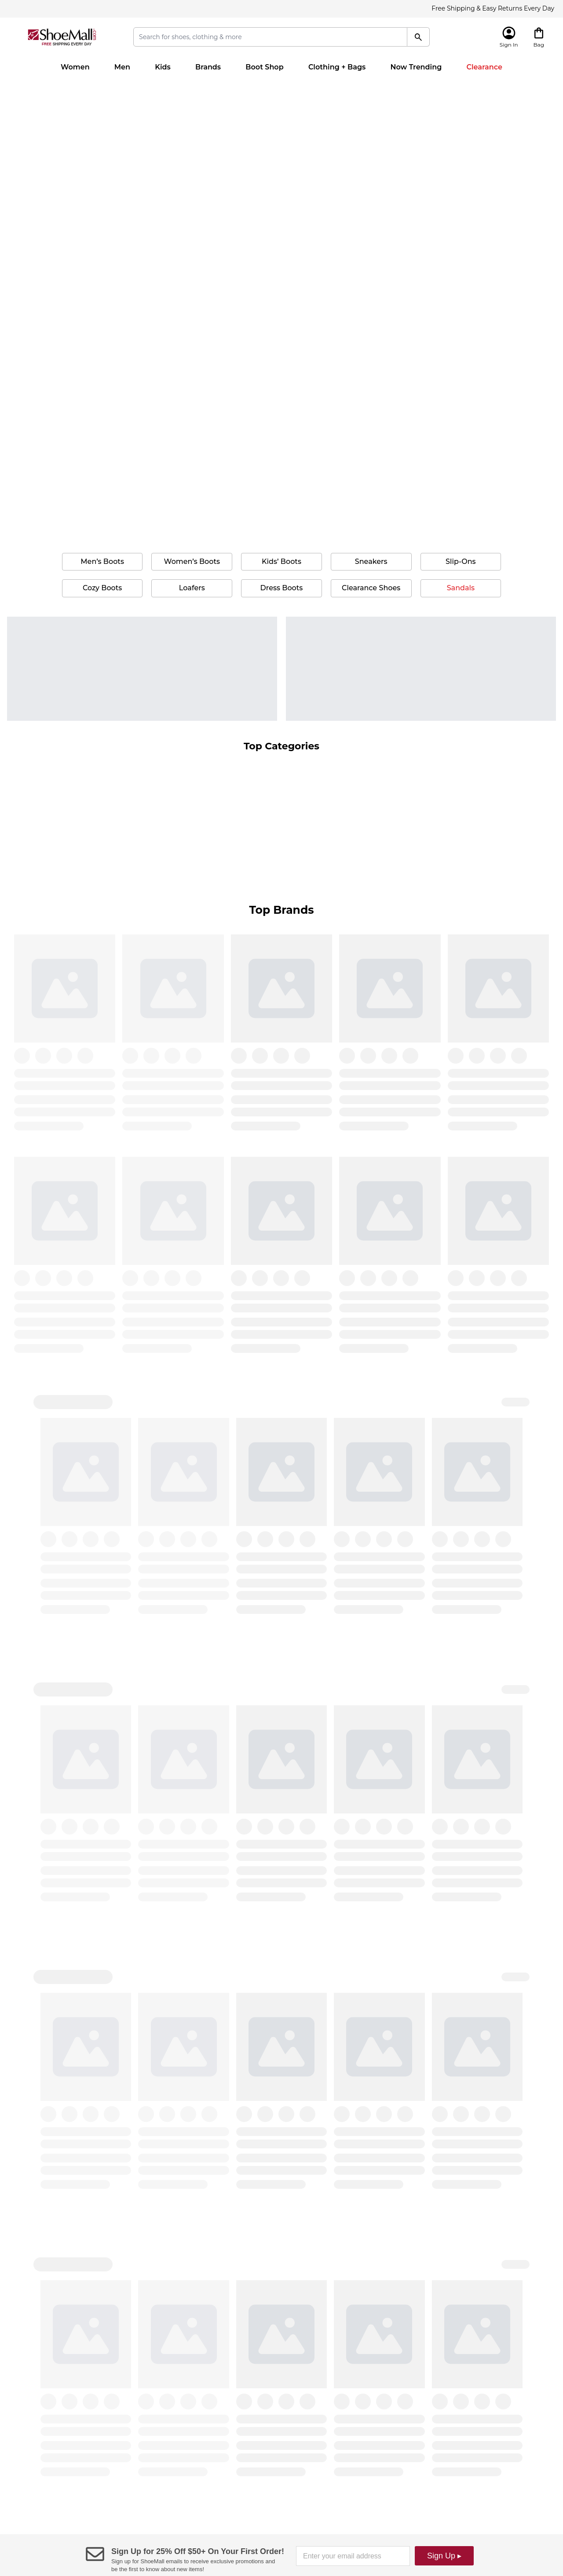 Free Shipping & Easy Returns Every Day
ShoeMall
FREE SHIPPING EVERY DAY
Search for shoes, clothing & more
Sign In
Bag
Women Men Kids Brands Boot Shop Clothing + Bags Now Trending Clearance
Men's Boots Women's Boots Kids' Boots Sneakers Slip-Ons
Cozy Boots Loafers Dress Boots Clearance Shoes Sandals
Top Categories
Top Brands
Sign Up for 25% Off $50+ On Your First Order!
Sign up for ShoeMall emails to receive exclusive promotions and
be the first to know about new items!
Enter your email address
Sign Up ▸